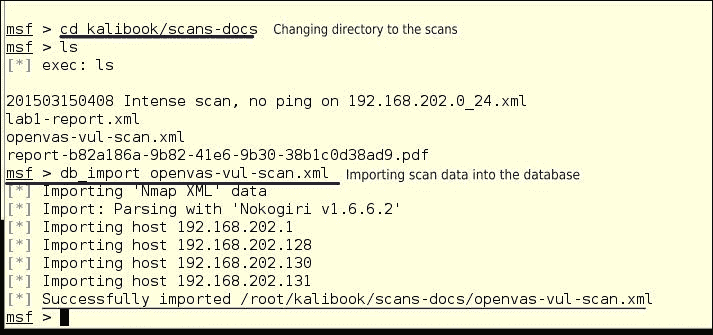 msf > cd kalibook/scans-docs Changing directory to the scans
msf > ls
[*] exec: ls
201503150408 Intense scan, no ping on 192.168.202.0_24.xml
lab1-report.xml
openvas-vul-scan.xml
report-b82a186a-9b82-41e6-9b30-38b1c0d38ad9.pdf
msf > db_import openvas-vul-scan.xml Importing scan data into the database
[*] Importing 'Nmap XML' data
[*] Import: Parsing with 'Nokogiri v1.6.6.2'
[*] Importing host 192.168.202.1
[*] Importing host 192.168.202.128
[*] Importing host 192.168.202.130
[*] Importing host 192.168.202.131
[*] Successfully imported /root/kalibook/scans-docs/openvas-vul-scan.xml
msf >